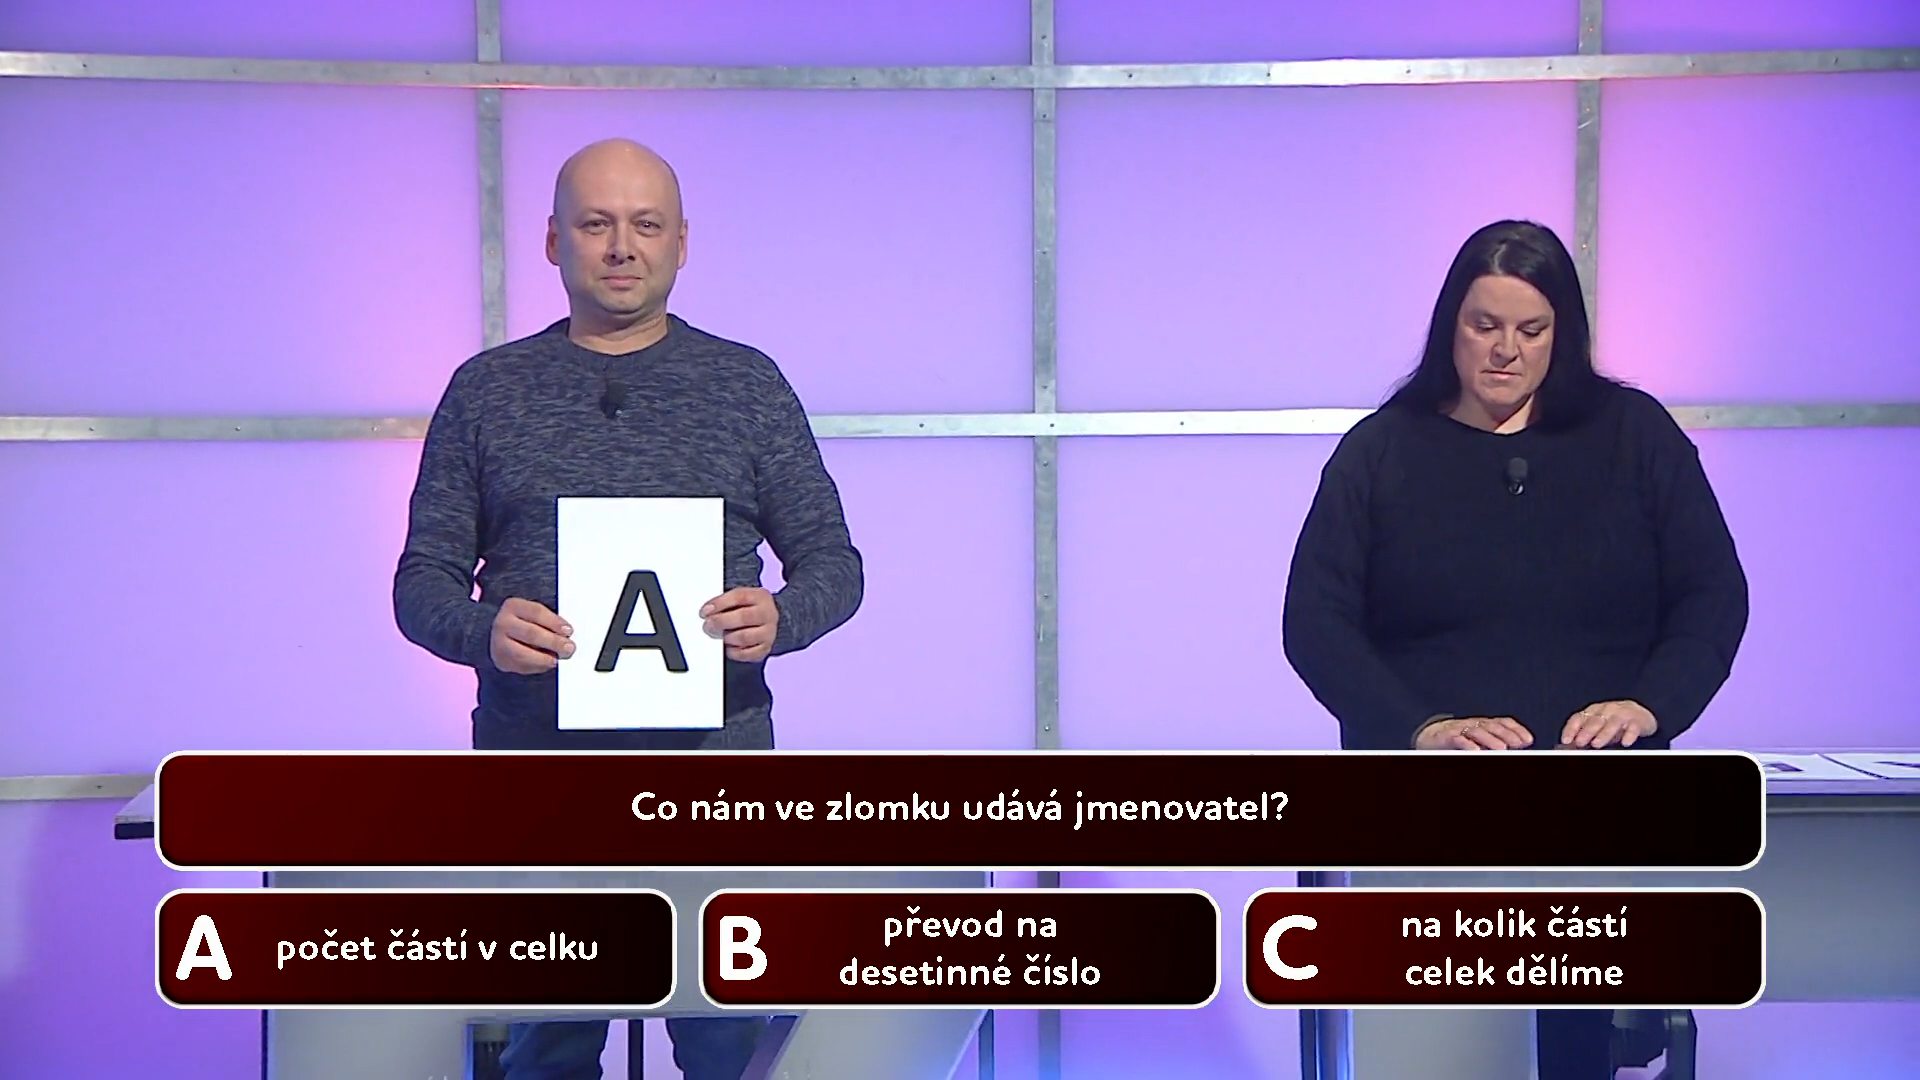 A
Co nám ve zlomku udává jmenovatel?
A
počet částí v celku
B
převod na
desetinné číslo
C
na kolik částí
celek dělíme